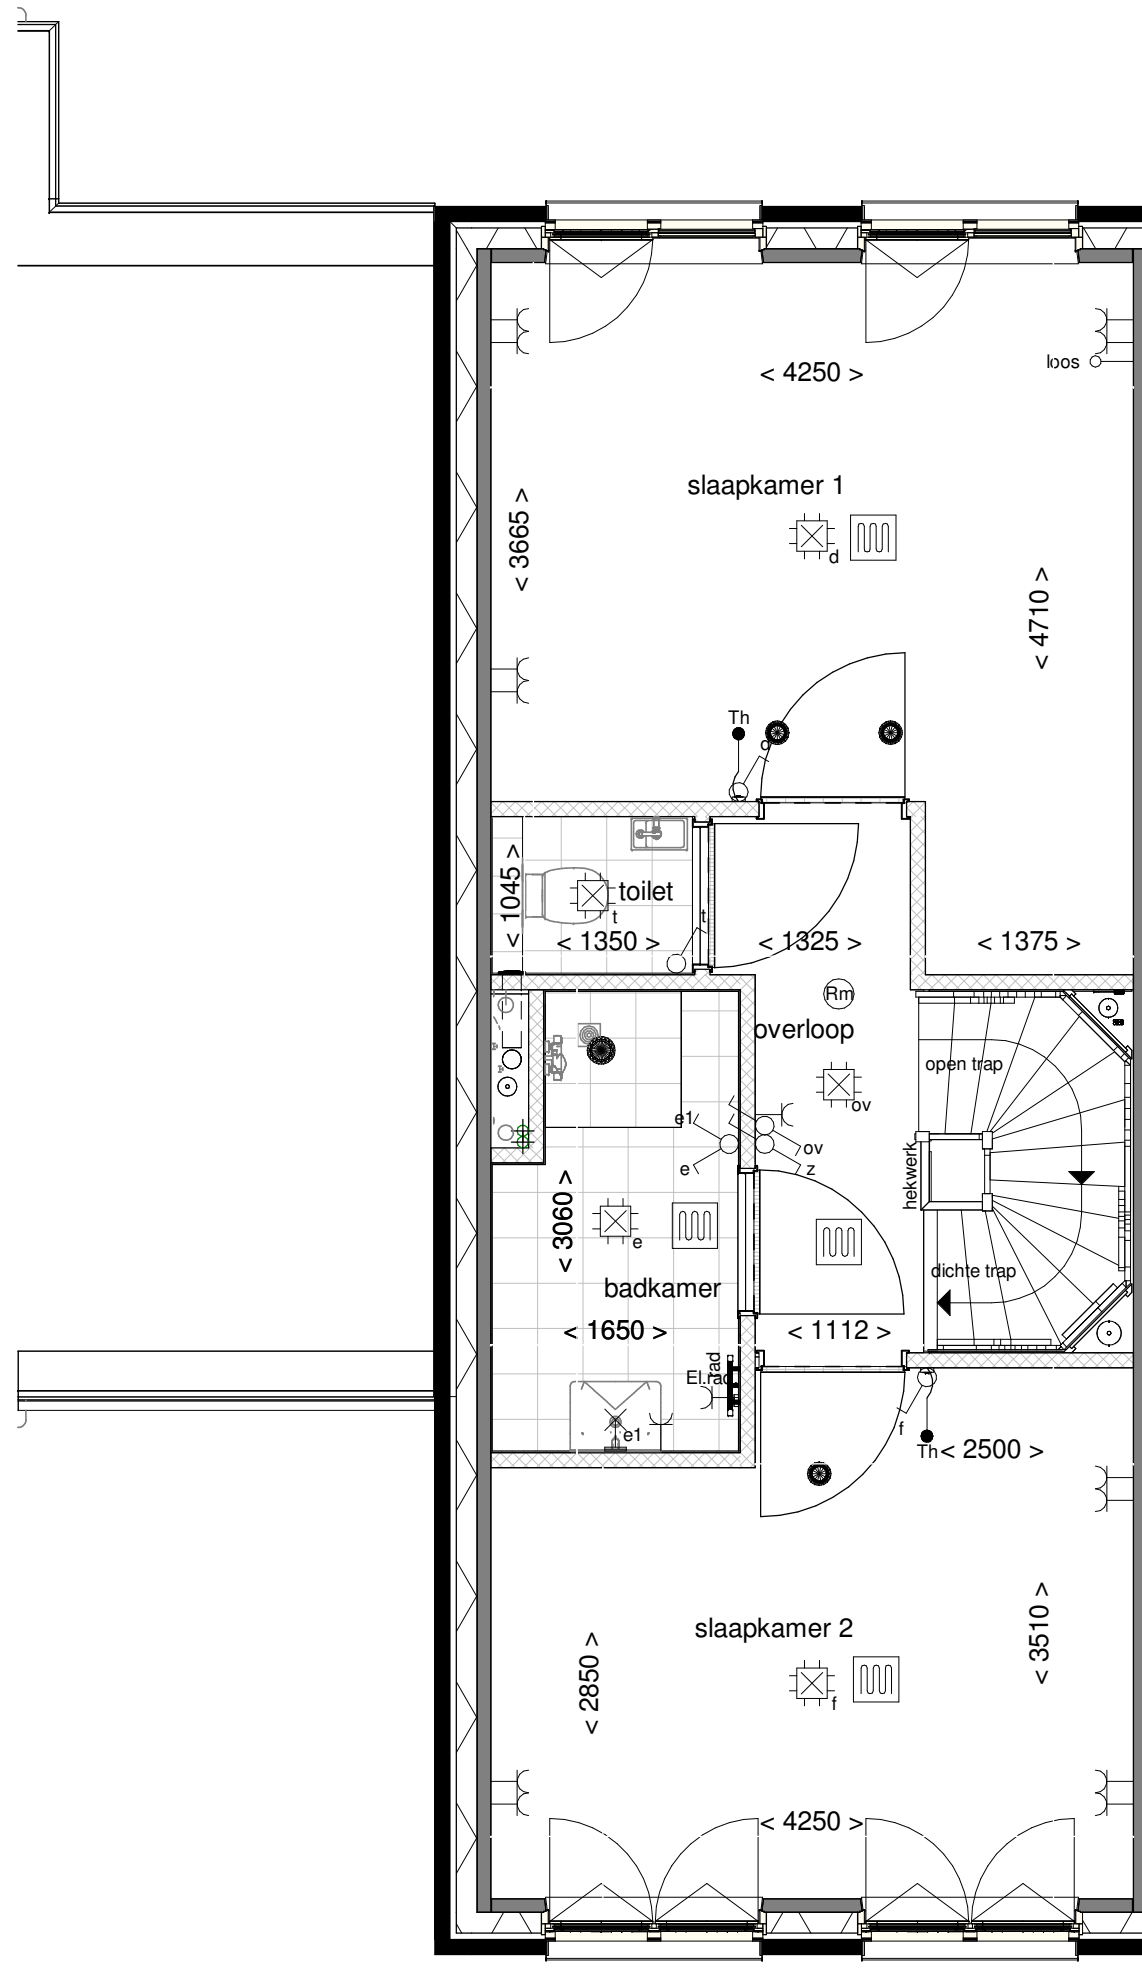 < 4250 >
loos
slaapkamer 1
< 3665 >
d
< 4710 >
Th
d
< 1045 >
toilet
t
t
< 1350 >
< 1325 >
< 1375 >
Rm
overloop
open trap
ov
e1
ov
e
z
hekwerk
< 3060 >
e
badkamer
dichte trap
< 1650 >
< 1112 >
rad
El.rad
e1
f
Th
< 2500 >
slaapkamer 2
< 3510 >
< 2850 >
f
< 4250 >